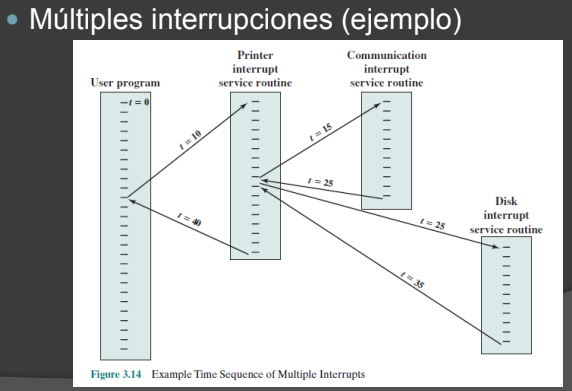 • Múltiples interrupciones (ejemplo)
Printer
interrupt
service routine
Communication
interrupt
service routine
User program
t = 0
t = 10
t = 15
t = 25
t = 40
t = 25
Disk
interrupt
service routine
t = 35
Figure 3.14 Example Time Sequence of Multiple Interrupts